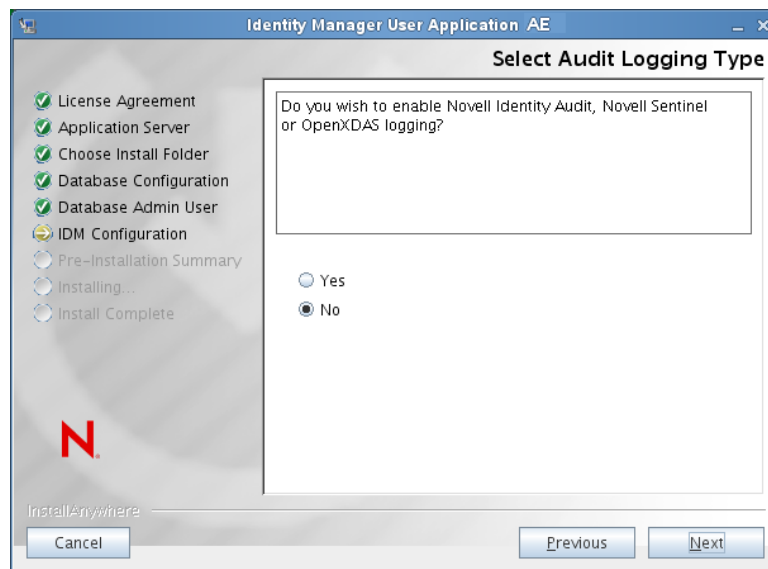 Identity Manager User Application AE
Select Audit Logging Type
License Agreement
Application Server
Choose Install Folder
Database Configuration
Database Admin User
IDM Configuration
Pre-Installation Summary
Installing...
Install Complete
Do you wish to enable Novell Identity Audit, Novell Sentinel
or OpenXDAS logging?
Yes
No
N.
InstallAnywhere
Cancel
Previous
Next